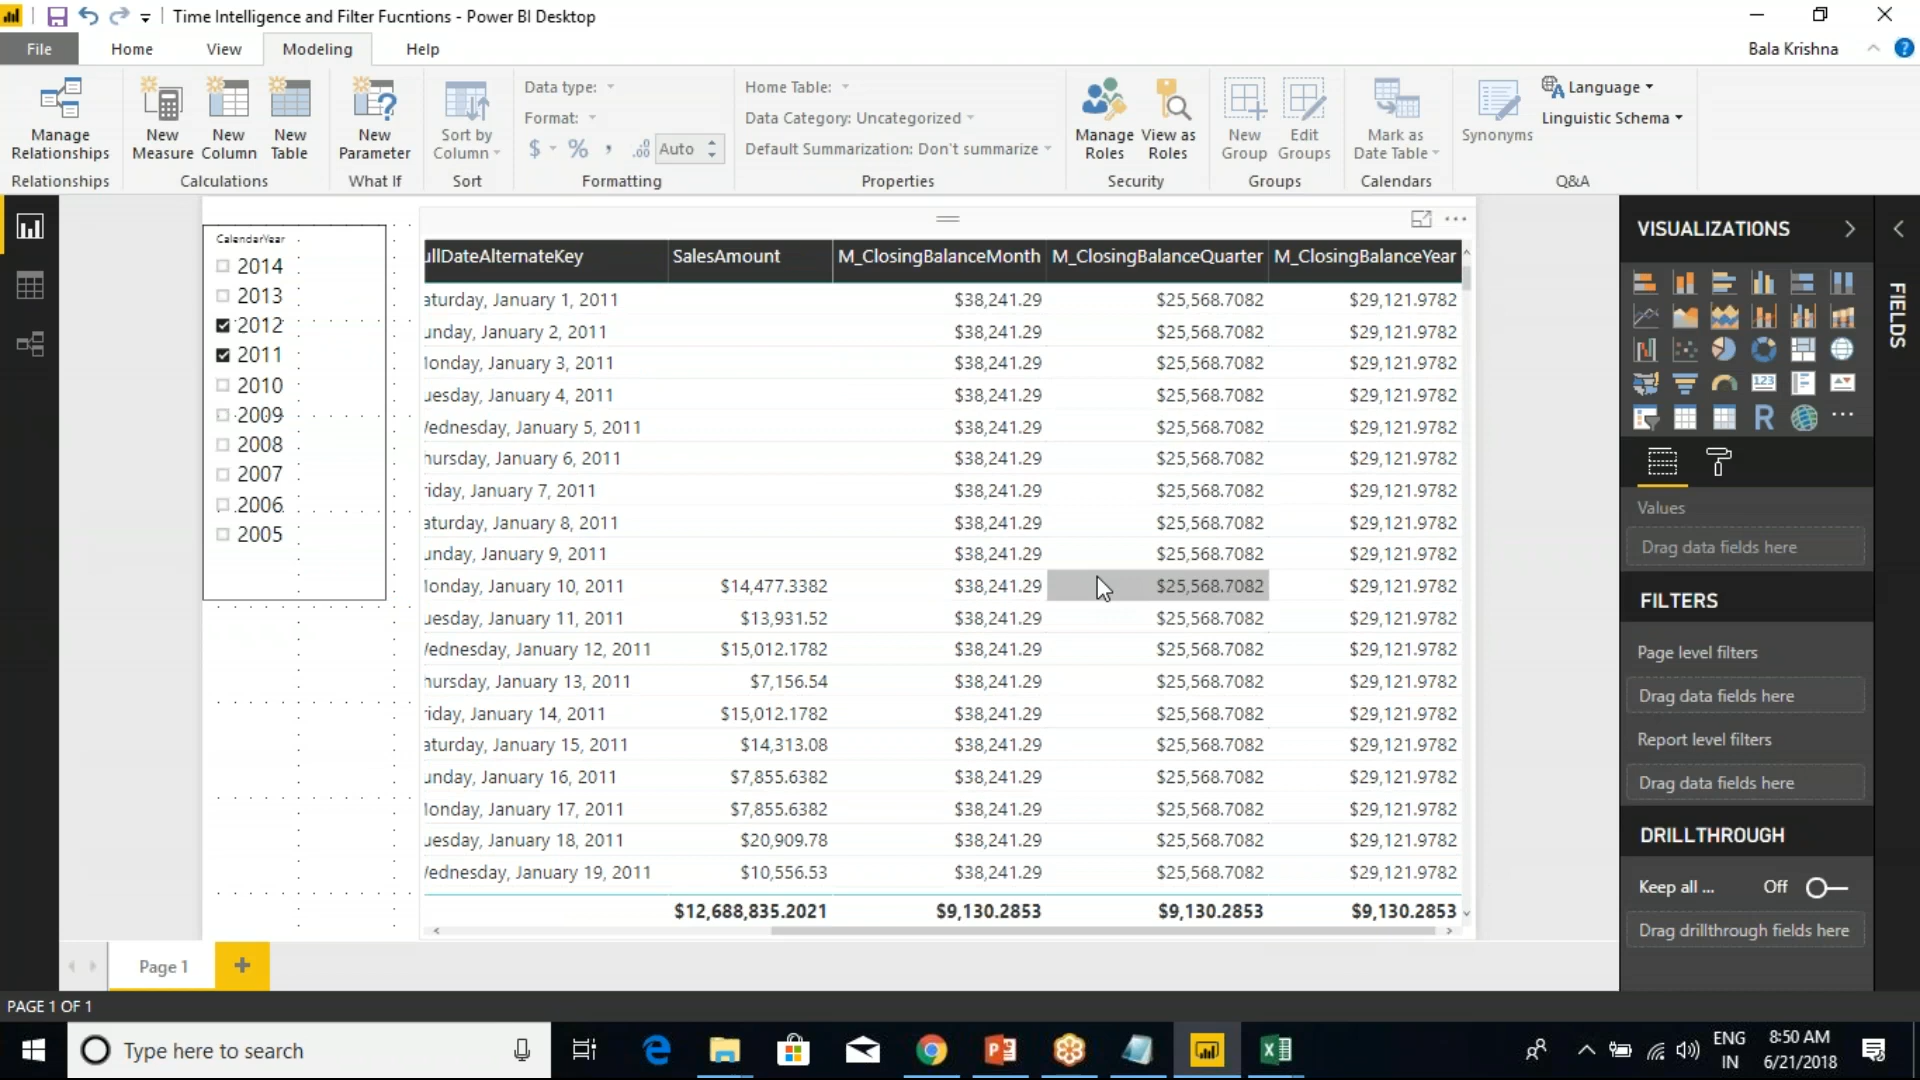 Time Intelligence and Filter Fucntions - Power BI Desktop
File Home View Modeling Help
Bala Krishna
Manage Relationships
New Measure
New Column
New Table
New Parameter
Sort by Column
Data type:
Format:
$ % , .00 Auto
Home Table:
Data Category: Uncategorized
Default Summarization: Don't summarize
Manage Roles
View as Roles
New Group
Edit Groups
Mark as Date Table
Synonyms
Language
Linguistic Schema
Relationships Calculations What If Sort Formatting Properties Security Groups Calendars Q&A
CalendarYear
2014
2013
2012
2011
2010
2009
2008
2007
2006
2005
ullDateAlternateKey SalesAmount M_ClosingBalanceMonth M_ClosingBalanceQuarter M_ClosingBalanceYear
aturday, January 1, 2011 $38,241.29 $25,568.7082 $29,121.9782
unday, January 2, 2011 $38,241.29 $25,568.7082 $29,121.9782
londay, January 3, 2011 $38,241.29 $25,568.7082 $29,121.9782
uesday, January 4, 2011 $38,241.29 $25,568.7082 $29,121.9782
/ednesday, January 5, 2011 $38,241.29 $25,568.7082 $29,121.9782
hursday, January 6, 2011 $38,241.29 $25,568.7082 $29,121.9782
riday, January 7, 2011 $38,241.29 $25,568.7082 $29,121.9782
aturday, January 8, 2011 $38,241.29 $25,568.7082 $29,121.9782
unday, January 9, 2011 $38,241.29 $25,568.7082 $29,121.9782
londay, January 10, 2011 $14,477.3382 $38,241.29 $25,568.7082 $29,121.9782
uesday, January 11, 2011 $13,931.52 $38,241.29 $25,568.7082 $29,121.9782
/ednesday, January 12, 2011 $15,012.1782 $38,241.29 $25,568.7082 $29,121.9782
hursday, January 13, 2011 $7,156.54 $38,241.29 $25,568.7082 $29,121.9782
riday, January 14, 2011 $15,012.1782 $38,241.29 $25,568.7082 $29,121.9782
aturday, January 15, 2011 $14,313.08 $38,241.29 $25,568.7082 $29,121.9782
unday, January 16, 2011 $7,855.6382 $38,241.29 $25,568.7082 $29,121.9782
londay, January 17, 2011 $7,855.6382 $38,241.29 $25,568.7082 $29,121.9782
uesday, January 18, 2011 $20,909.78 $38,241.29 $25,568.7082 $29,121.9782
/ednesday, January 19, 2011 $10,556.53 $38,241.29 $25,568.7082 $29,121.9782
$12,688,835.2021 $9,130.2853 $9,130.2853 $9,130.2853
VISUALIZATIONS
FIELDS
123
R
Values
Drag data fields here
FILTERS
Page level filters
Drag data fields here
Report level filters
Drag data fields here
DRILLTHROUGH
Keep all ... Off
Drag drillthrough fields here
Page 1
PAGE 1 OF 1
Type here to search
ENG
IN
8:50 AM
6/21/2018